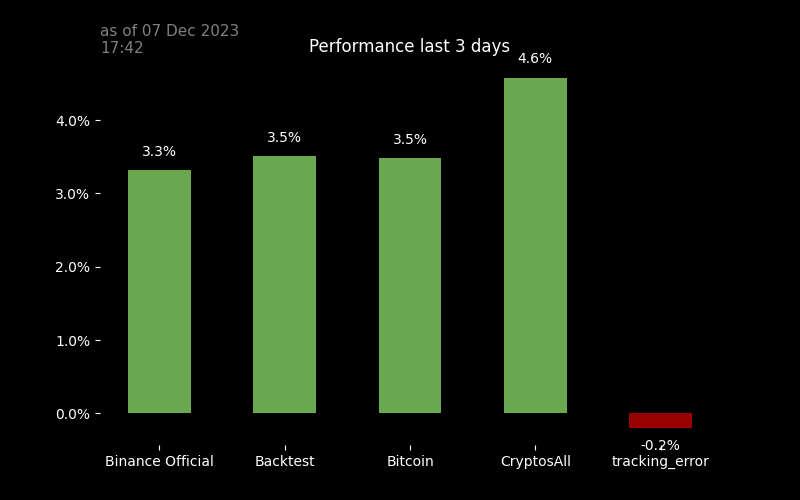 as of 07 Dec 2023
17:42
Performance last 3 days
4.6%
4.0%
3.5%
3.5%
3.3%
3.0%
2.0%
1.0%
0.0%
-0.2%
Binance Official
Backtest
Bitcoin
CryptosAll
tracking_error